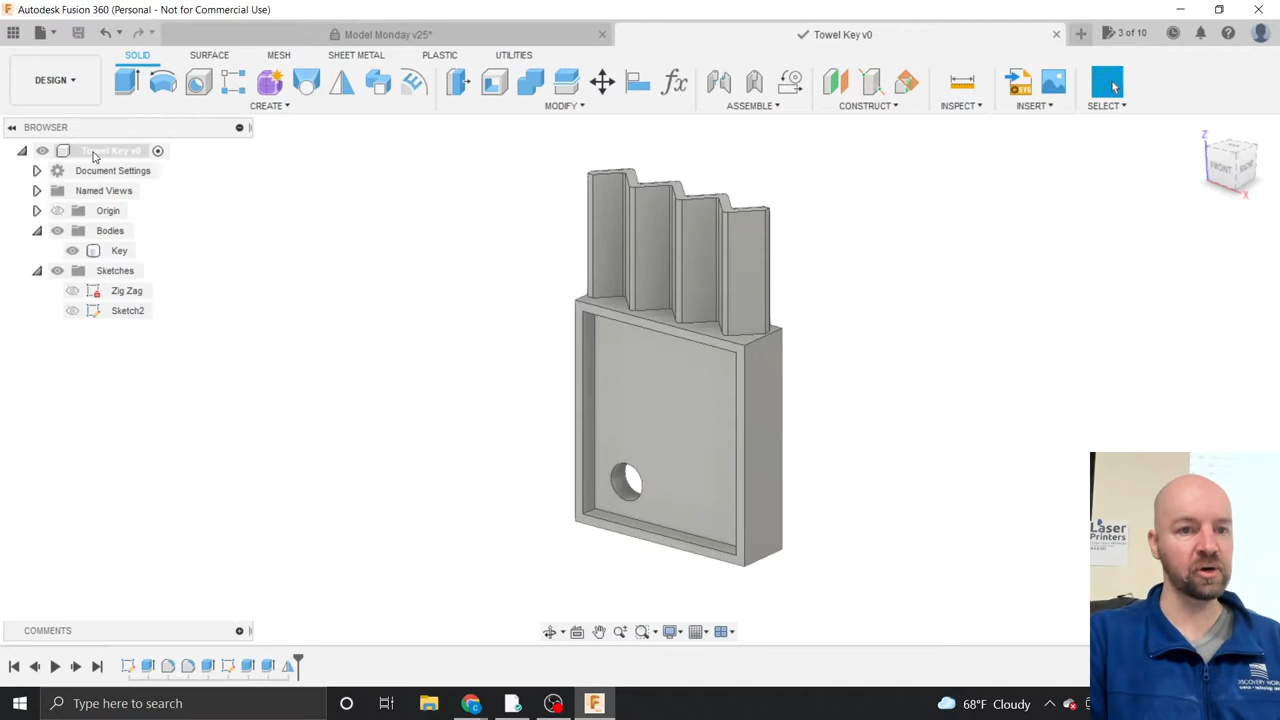 Autodesk Fusion 360 (Personal - Not for Commercial Use)
Model Monday v25*
Towel Key v0
3 of 10
DESIGN
SOLID
SURFACE
MESH
SHEET METAL
PLASTIC
UTILITIES
CREATE
MODIFY
ASSEMBLE
CONSTRUCT
INSPECT
INSERT
SELECT
BROWSER
Towel Key v0
Document Settings
Named Views
Origin
Bodies
Key
Sketches
Zig Zag
Sketch2
Z
FRONT
RIGHT
X
Laser
Printers
COMMENTS
Type here to search
68°F Cloudy